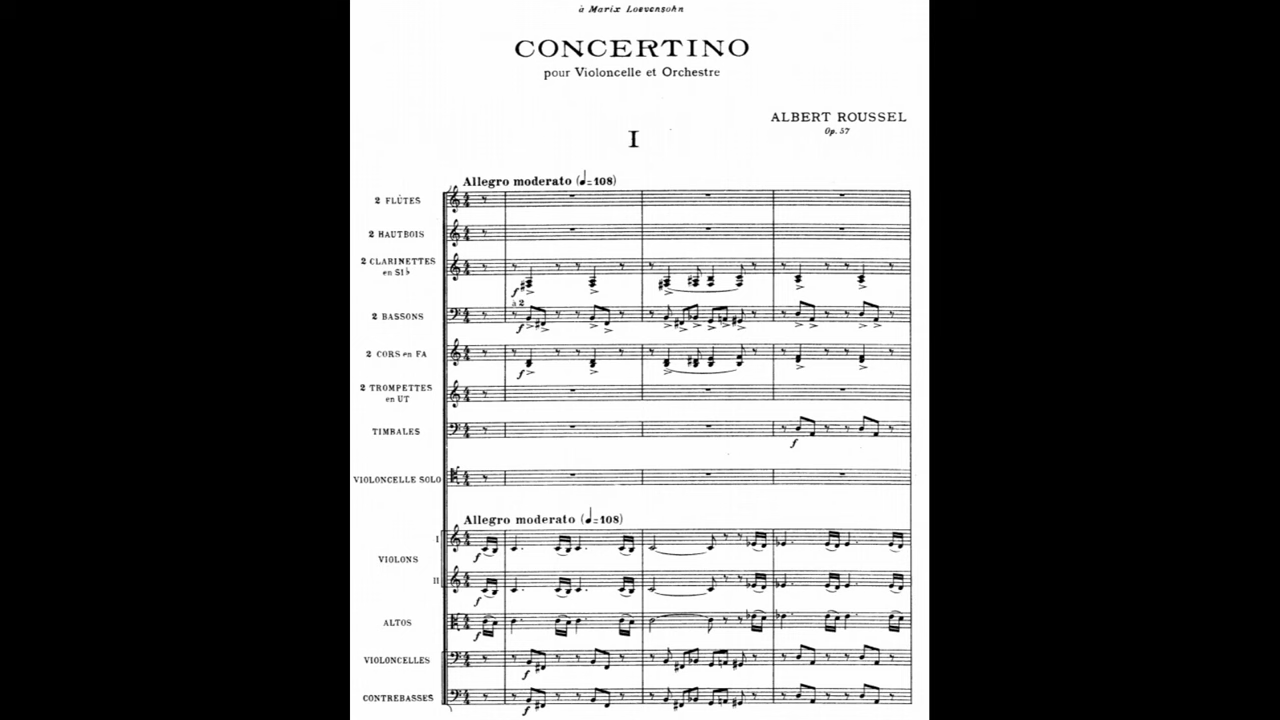 à Marix Loevensohn
CONCERTINO
pour Violoncelle et Orchestre
ALBERT ROUSSEL
Op. 57
I
Allegro moderato (♩=108)
2 FLÛTES
2 HAUTBOIS
2 CLARINETTES
en SI♭
f
à 2
2 BASSONS
f
2 CORS en FA
f
2 TROMPETTES
en UT
TIMBALES
f
VIOLONCELLE SOLO
Allegro moderato (♩=108)
I
VIOLONS
f
II
f
ALTOS
f
VIOLONCELLES
f
CONTREBASSES
f